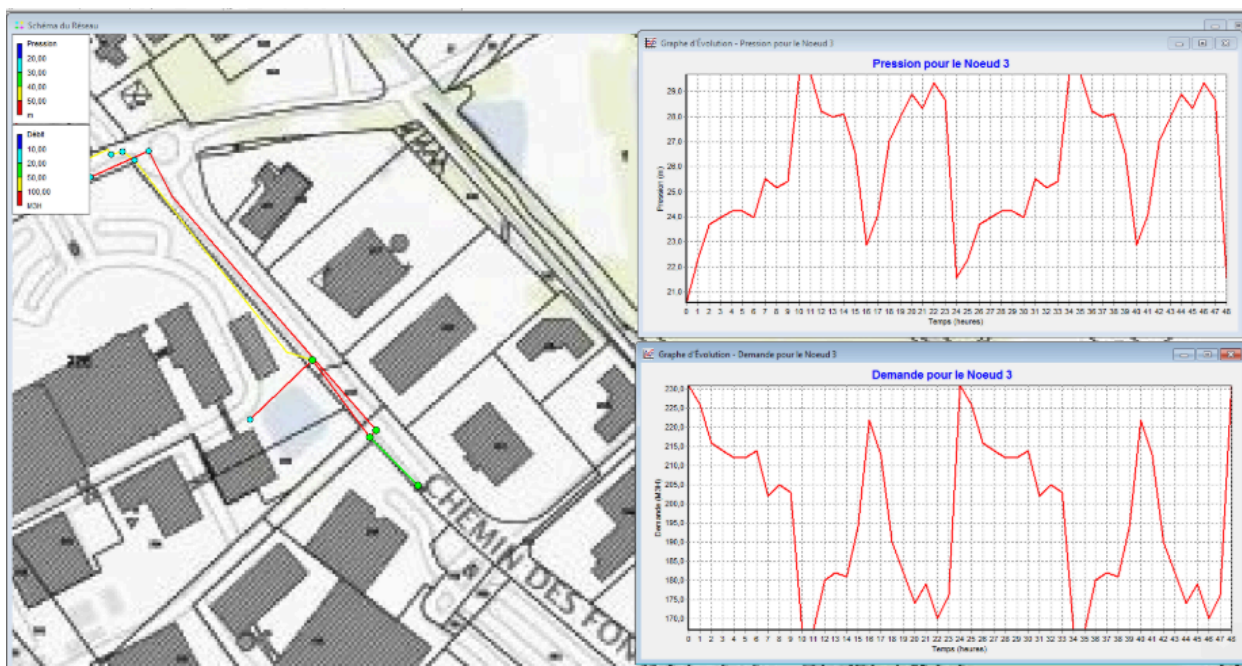 Schéma du Réseau
Pression
20,00
30,00
40,00
50,00
m
Débit
10,00
20,00
50,00
100,00
M3H
CHEMIN DES FOR
Graphe d'Évolution - Pression pour le Noeud 3
Pression pour le Noeud 3
29,0
28,0
27,0
26,0
25,0
24,0
23,0
22,0
21,0
Pression (m)
0 1 2 3 4 5 6 7 8 9 10 11 12 13 14 15 16 17 18 19 20 21 22 23 24 25 26 27 28 29 30 31 32 33 34 35 36 37 38 39 40 41 42 43 44 45 46 47 48
Temps (heures)
Graphe d'Évolution - Demande pour le Noeud 3
Demande pour le Noeud 3
230,0
225,0
220,0
215,0
210,0
205,0
200,0
195,0
190,0
185,0
180,0
175,0
170,0
Demande (M3H)
0 1 2 3 4 5 6 7 8 9 10 11 12 13 14 15 16 17 18 19 20 21 22 23 24 25 26 27 28 29 30 31 32 33 34 35 36 37 38 39 40 41 42 43 44 45 46 47 48
Temps (heures)